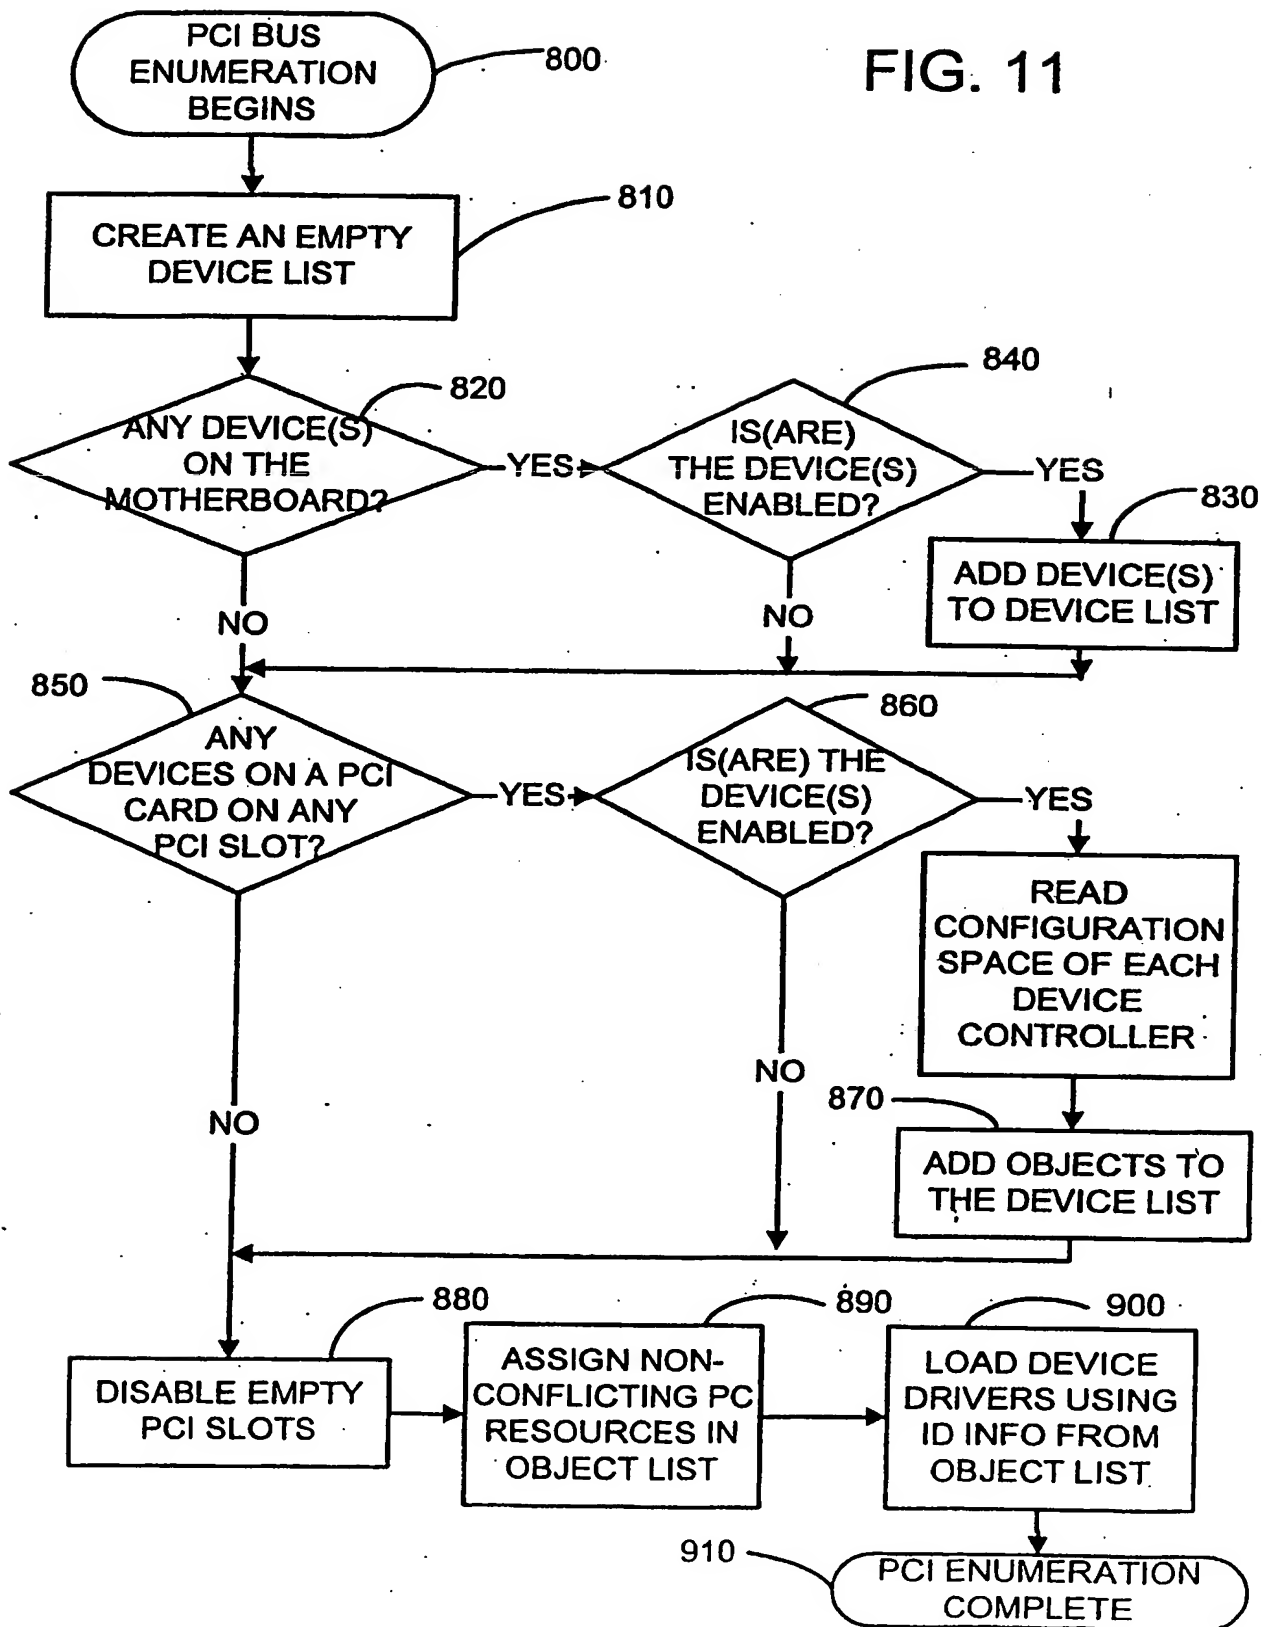 FIG. 11
PCI BUS
ENUMERATION
BEGINS
800
CREATE AN EMPTY
DEVICE LIST
810
ANY DEVICE(S)
ON THE
MOTHERBOARD?
820
YES
NO
IS(ARE)
THE DEVICE(S)
ENABLED?
840
YES
NO
830
ADD DEVICE(S)
TO DEVICE LIST
850
ANY
DEVICES ON A PCI
CARD ON ANY
PCI SLOT?
YES
NO
860
IS(ARE) THE
DEVICE(S)
ENABLED?
YES
NO
READ
CONFIGURATION
SPACE OF EACH
DEVICE
CONTROLLER
870
ADD OBJECTS TO
THE DEVICE LIST
880
DISABLE EMPTY
PCI SLOTS
890
ASSIGN NON-
CONFLICTING PC
RESOURCES IN
OBJECT LIST
900
LOAD DEVICE
DRIVERS USING
ID INFO FROM
OBJECT LIST
910
PCI ENUMERATION
COMPLETE